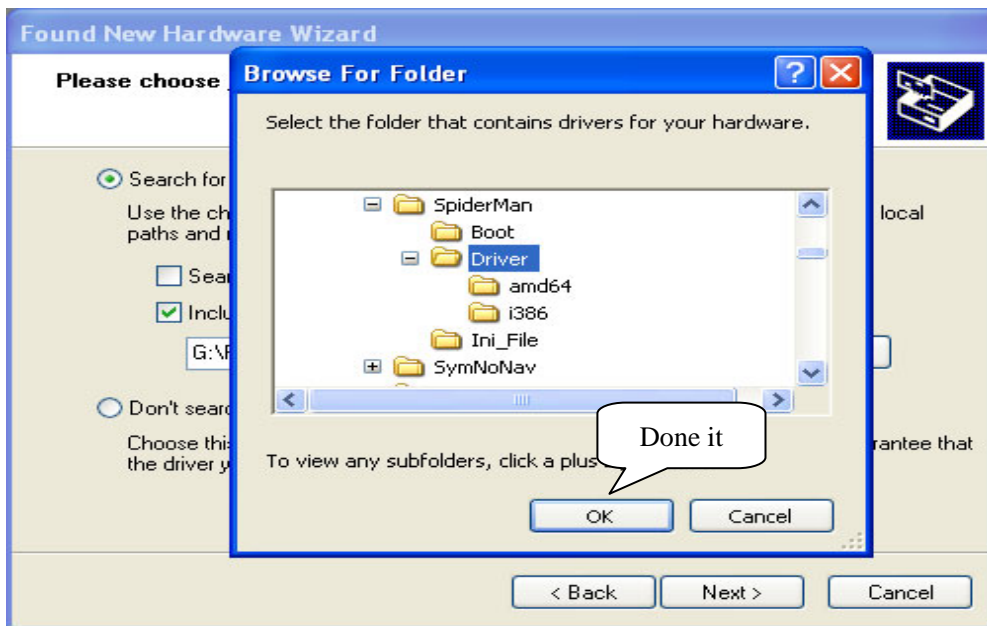 Found New Hardware Wizard
Please choose
Browse For Folder
Select the folder that contains drivers for your hardware.
Search for
Use the ch
local
paths and
SpiderMan
Boot
Driver
amd64
i386
Ini_File
SymNoNav
Sear
Inclu
G:\
Don't searc
Choose this
rantee that
the driver y
Done it
To view any subfolders, click a plus
OK
Cancel
< Back
Next >
Cancel